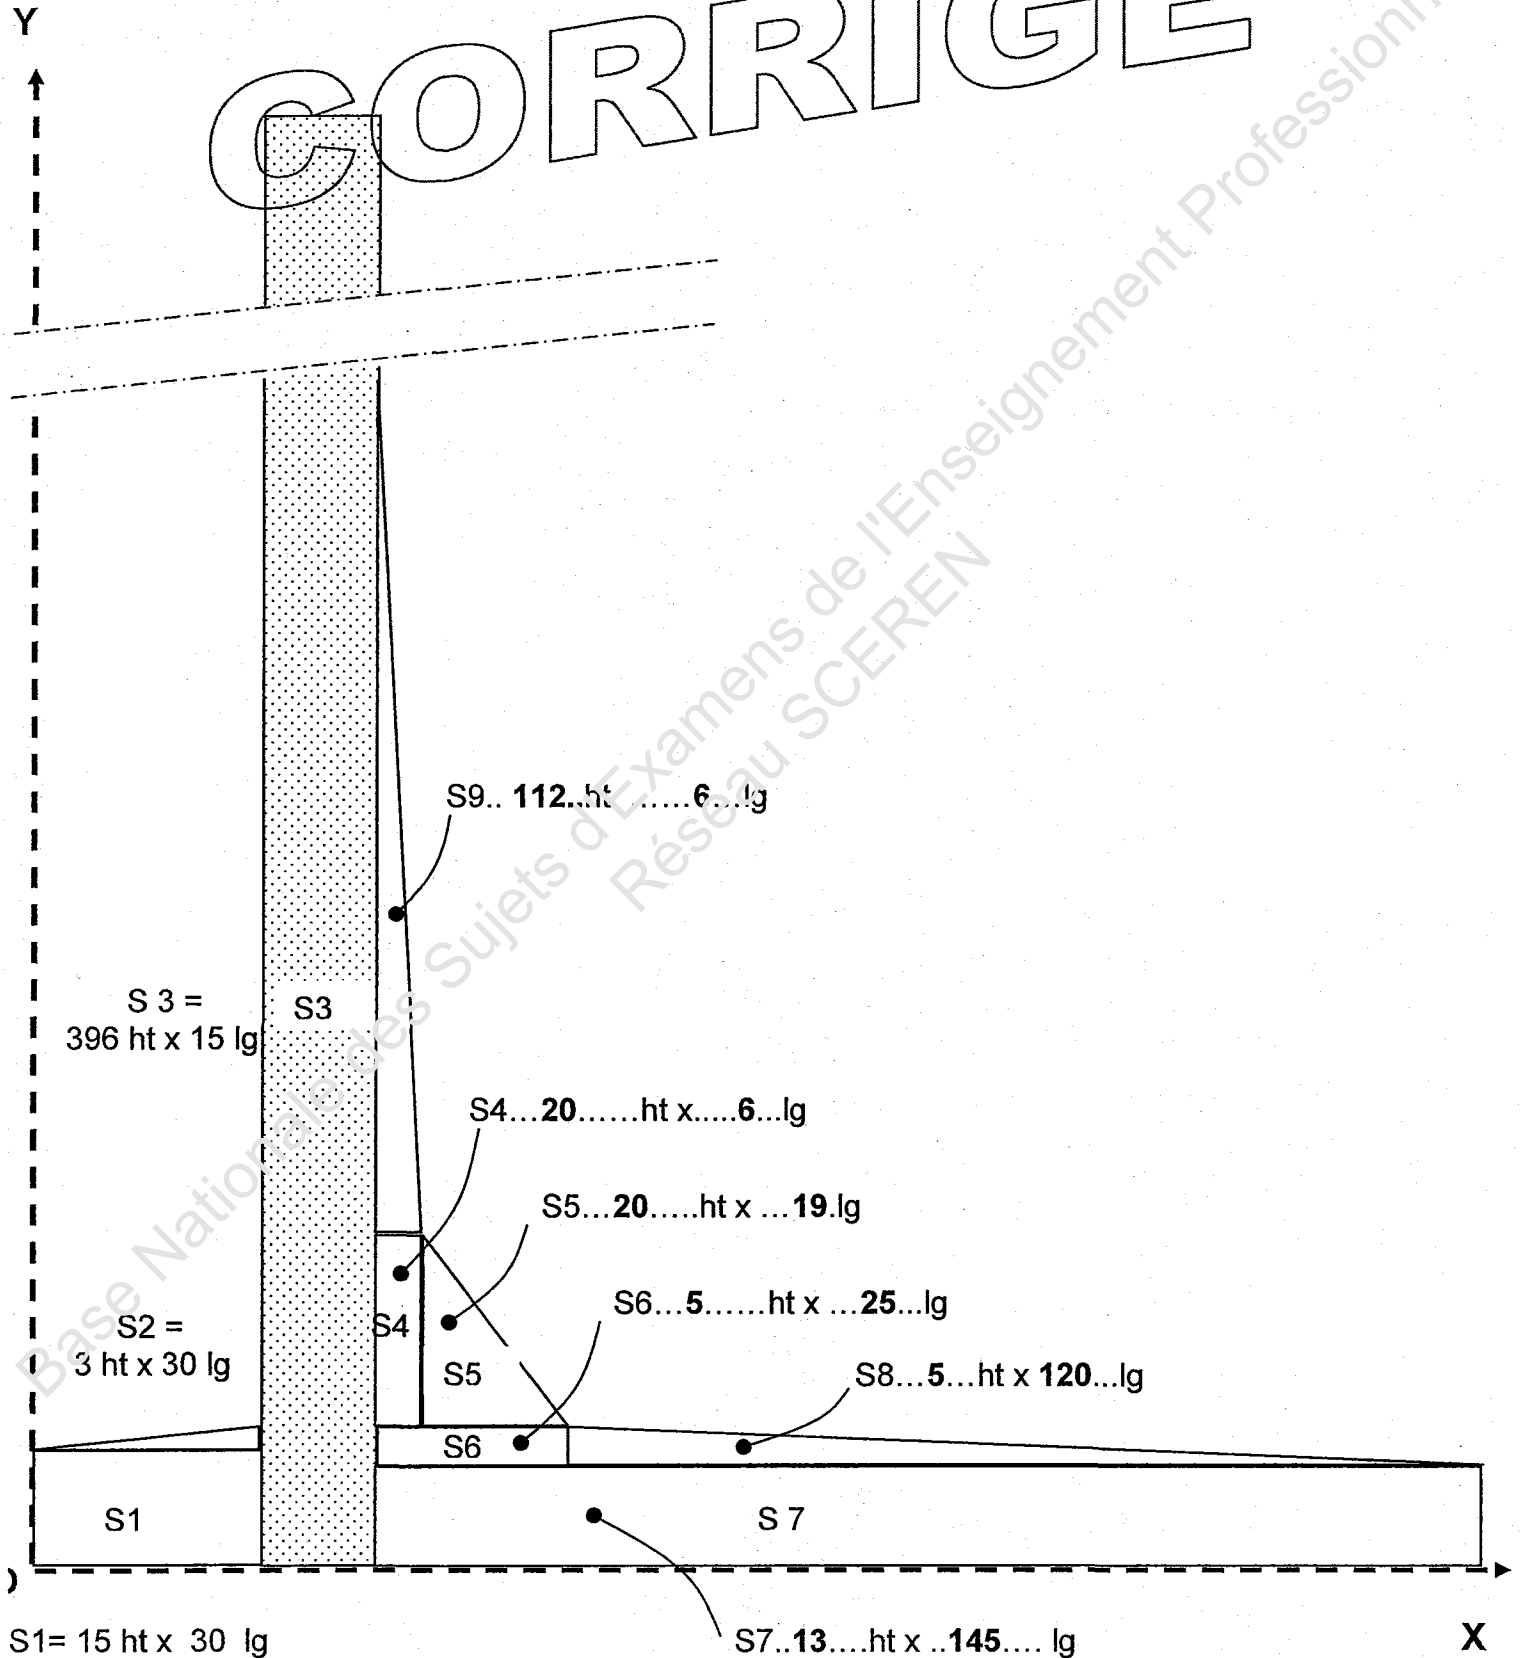 Y
CORRIGE
Base Nationale des Sujets d'Examens de l'Enseignement Professionn
Réseau SCEREN
S9.. 112..ht ......6...lg
S 3 =
396 ht x 15 lg
S3
S4...20......ht x.....6...lg
S5...20.....ht x ...19.lg
S6...5......ht x ...25...lg
S2 =
3 ht x 30 lg
S4
S5
S8...5...ht x 120...lg
S6
S1
S 7
S1= 15 ht x 30 lg
S7..13....ht x ..145.... lg
X